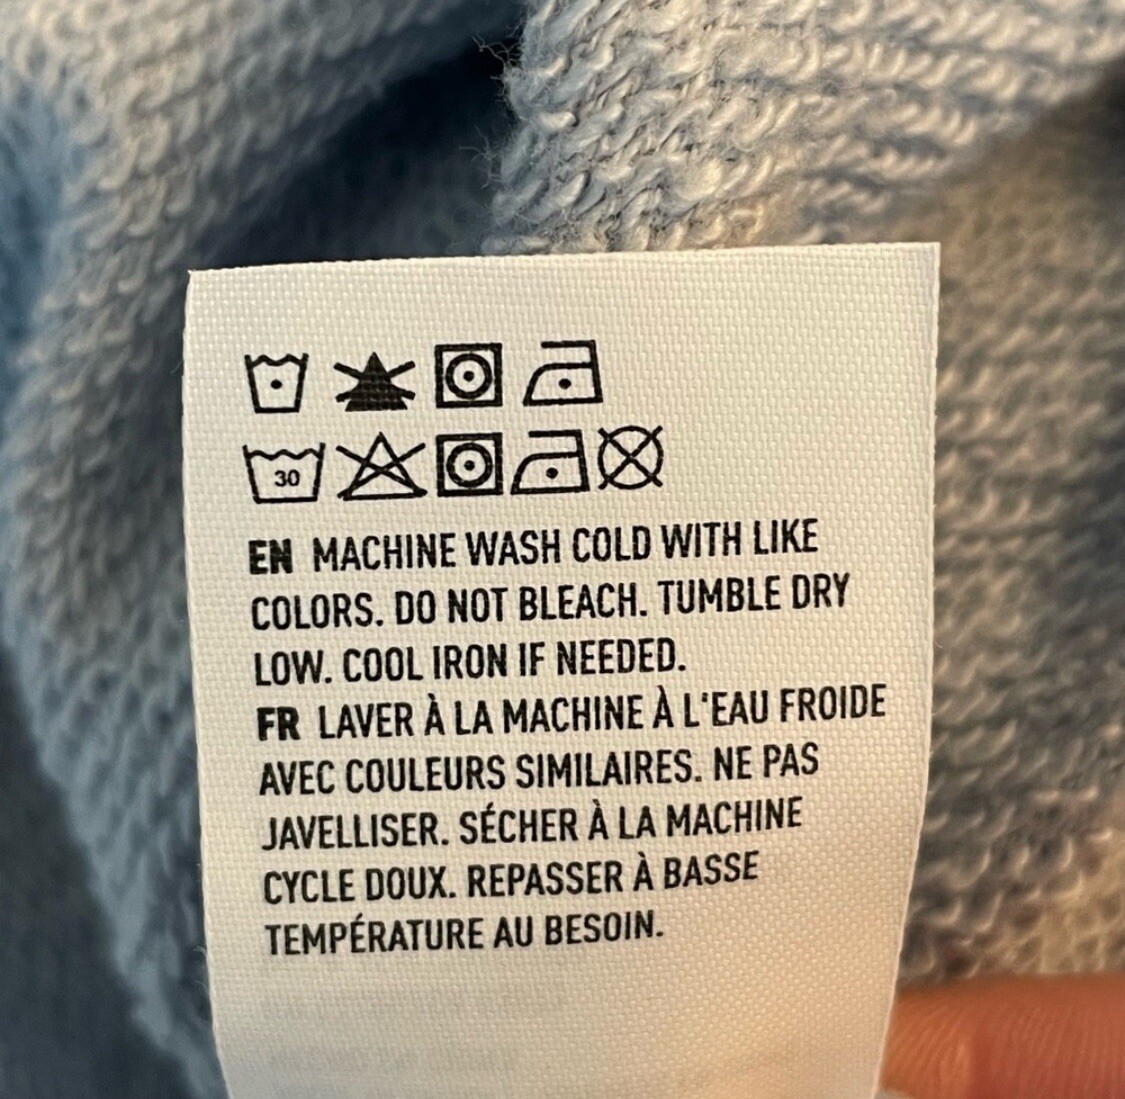 30
EN MACHINE WASH COLD WITH LIKE
COLORS. DO NOT BLEACH. TUMBLE DRY
LOW. COOL IRON IF NEEDED.
FR LAVER À LA MACHINE À L'EAU FROIDE
AVEC COULEURS SIMILAIRES. NE PAS
JAVELLISER. SÉCHER À LA MACHINE
CYCLE DOUX. REPASSER À BASSE
TEMPÉRATURE AU BESOIN.